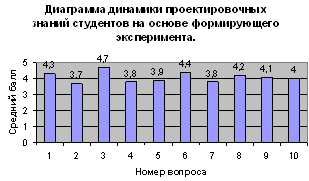 Диаграмма динамики проектировочных
знаний студентов на основе формирующего
эксперимента.
Средний балл
5
4
3
2
1
0
4,3
3,7
4,7
3,8
3,9
4,4
3,8
4,2
4,1
4
1 2 3 4 5 6 7 8 9 10
Номер вопроса